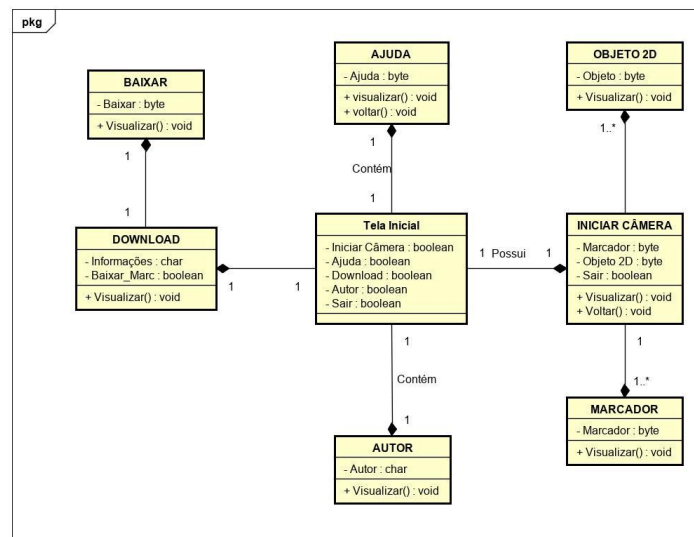 pkg
BAIXAR
- Baixar : byte
+ Visualizar() : void
1
1
AJUDA
- Ajuda : byte
+ visualizar() : void
+ voltar() : void
1
Contém
1
OBJETO 2D
- Objeto : byte
+ Visualizar() : void
1..*
DOWNLOAD
- Informações : char
- Baixar_Marc : boolean
+ Visualizar() : void
1
1
Tela Inicial
- Iniciar Câmera : boolean
- Ajuda : boolean
- Download : boolean
- Autor : boolean
- Sair : boolean
1 Possui 1
INICIAR CÂMERA
- Marcador : byte
- Objeto 2D : byte
- Sair : boolean
+ Visualizar() : void
+ Voltar() : void
1
Contém
1
AUTOR
- Autor : char
+ Visualizar() : void
1
1..*
MARCADOR
- Marcador : byte
+ Visualizar() : void